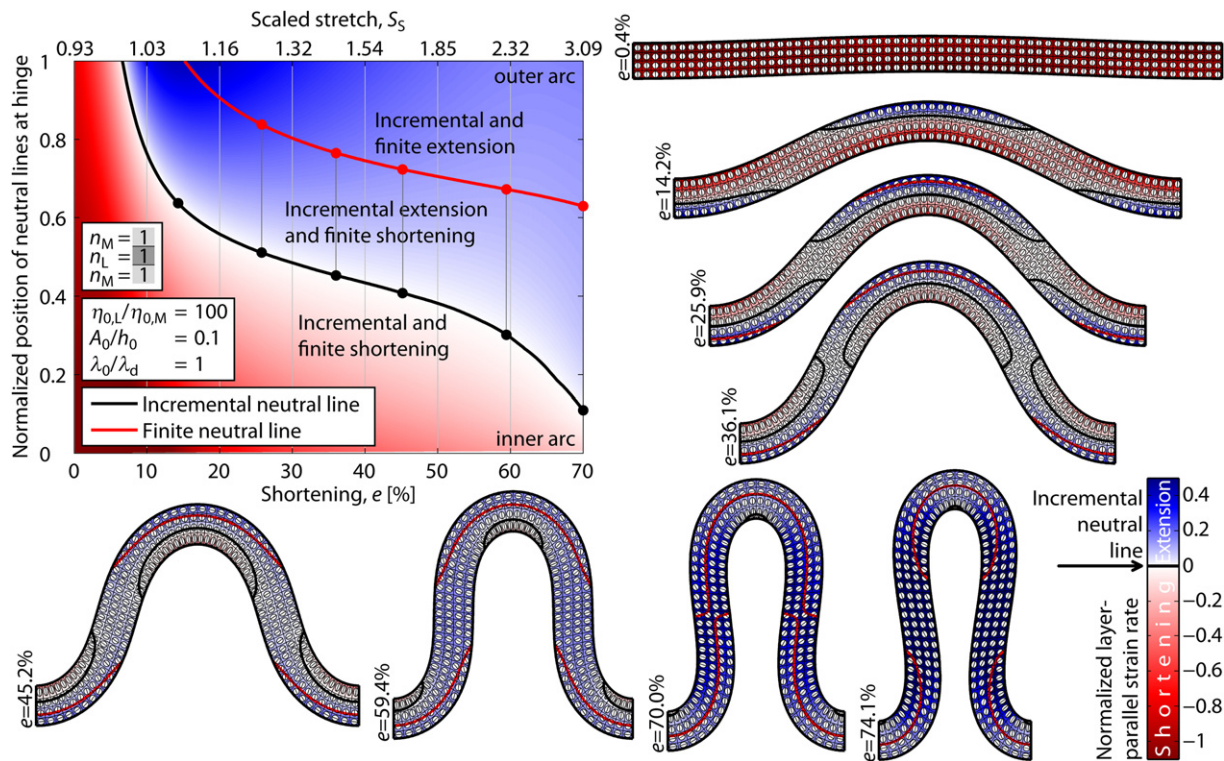 Scaled stretch, S_S
0.93 1.03 1.16 1.32 1.54 1.85 2.32 3.09
Normalized position of neutral lines at hinge
1
0.8
0.6
0.4
0.2
0
outer arc
Incremental and
finite extension
Incremental extension
and finite shortening
Incremental and
finite shortening
inner arc
n_M = 1
n_L = 1
n_M = 1
η_0,L/η_0,M = 100
A_0/h_0 = 0.1
λ_0/λ_d = 1
Incremental neutral line
Finite neutral line
0 10 20 30 40 50 60 70
Shortening, e [%]
e=0.4%
e=14.2%
e=25.9%
e=36.1%
e=45.2%
e=59.4%
e=70.0%
e=74.1%
Incremental
neutral
line
Normalized layer-
parallel strain rate
Extension
Shortening
0.4
0.2
0
−0.2
−0.4
−0.6
−0.8
−1